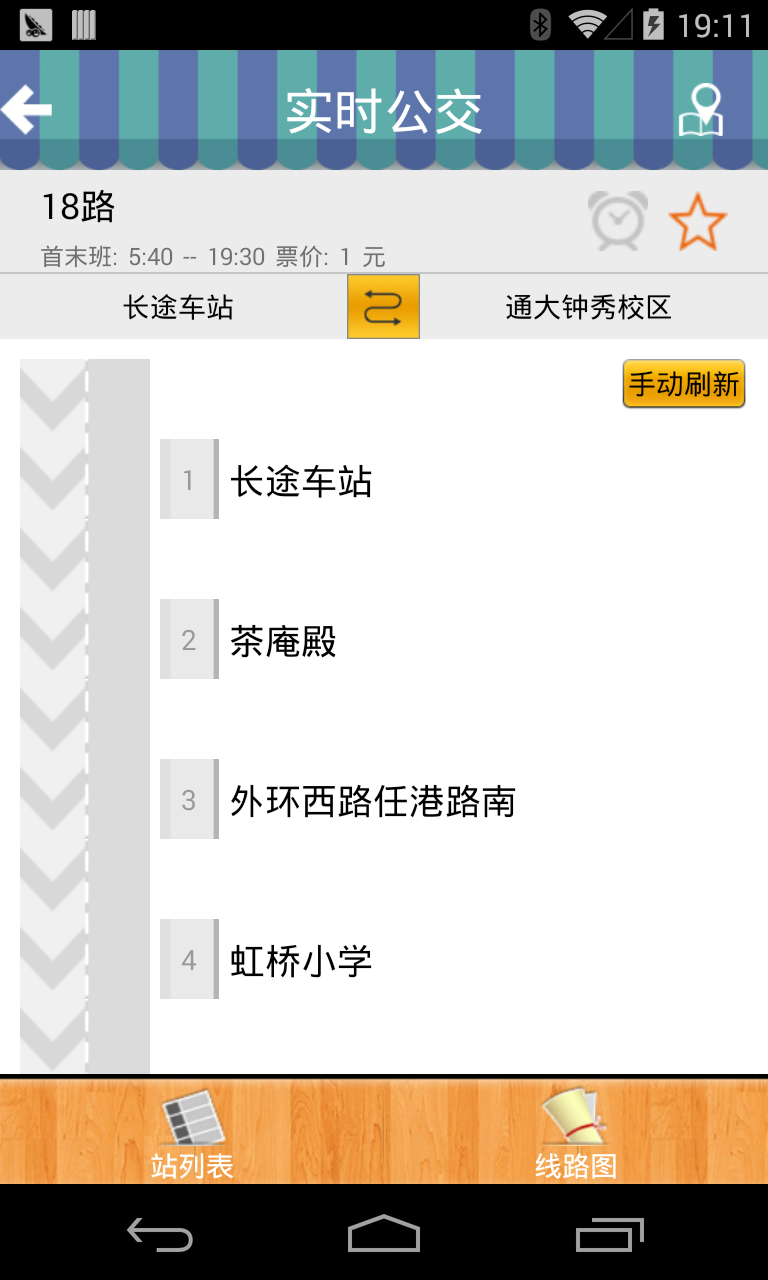 19:11
实时公交
18路
首末班: 5:40 -- 19:30 票价: 1 元
长途车站
通大钟秀校区
手动刷新
1 长途车站
2 茶庵殿
3 外环西路任港路南
4 虹桥小学
站列表
线路图